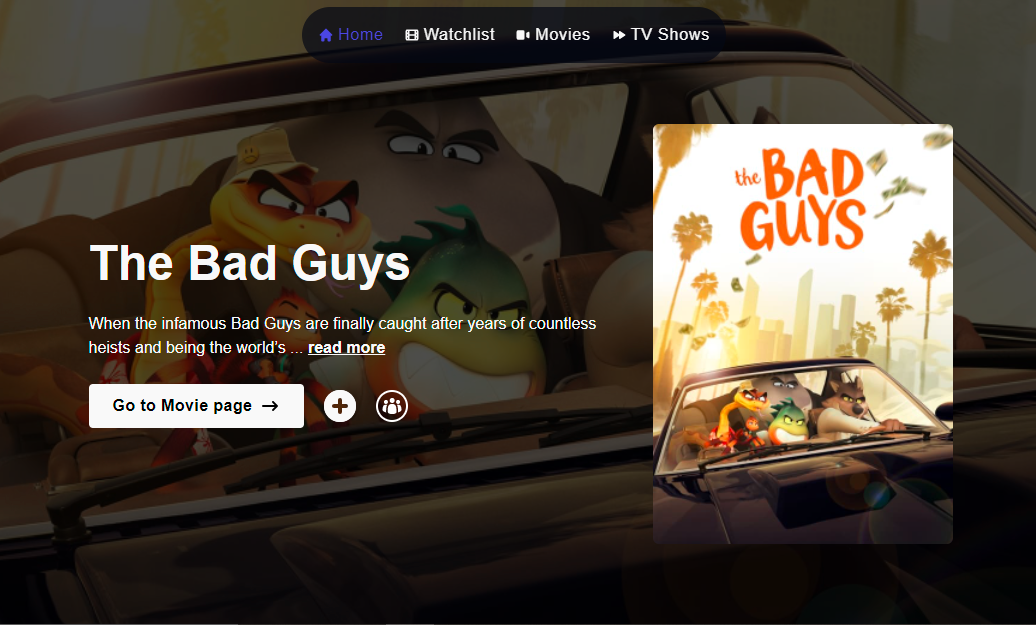 Home Watchlist Movies TV Shows
the BAD
GUYS
The Bad Guys
When the infamous Bad Guys are finally caught after years of countless
heists and being the world’s ... read more
Go to Movie page →